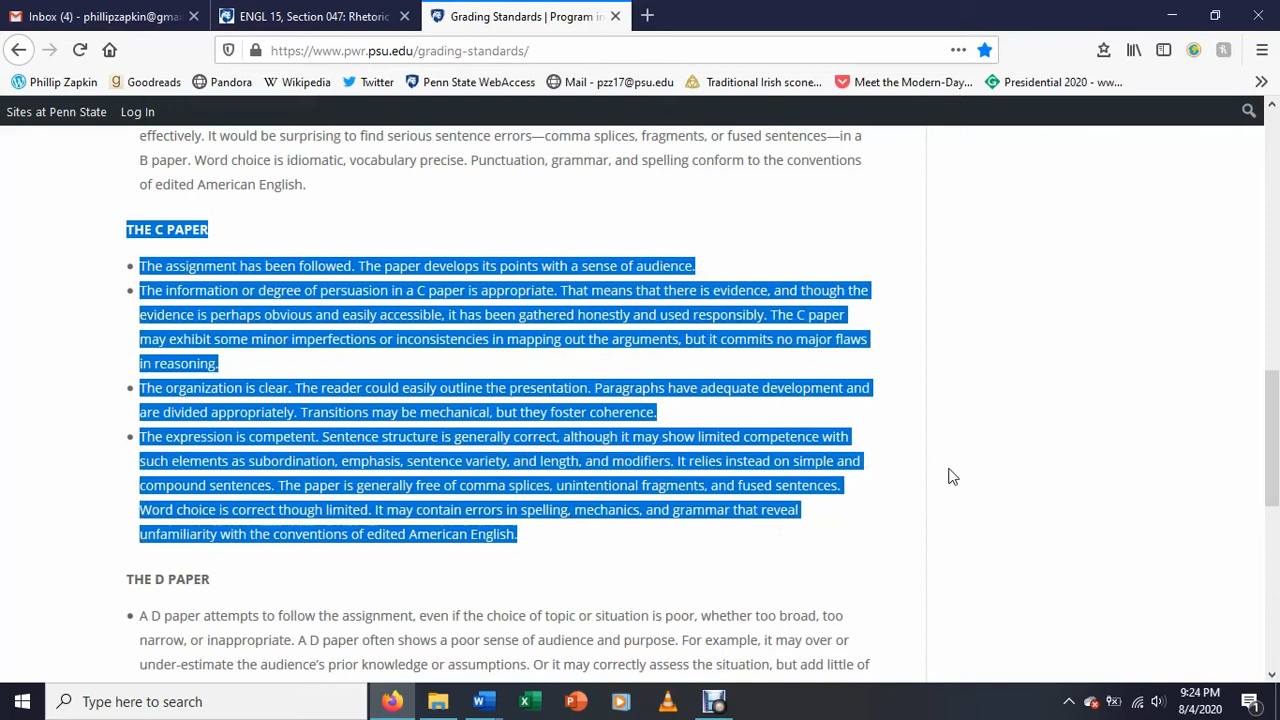 Inbox (4) - phillipzapkin@gma
ENGL 15, Section 047: Rhetoric
Grading Standards | Program in
https://www.pwr.psu.edu/grading-standards/
Phillip Zapkin
Goodreads
Pandora
Wikipedia
Twitter
Penn State WebAccess
Mail - pzz17@psu.edu
Traditional Irish scone...
Meet the Modern-Day...
Presidential 2020 - ww...
Sites at Penn State
Log In
effectively. It would be surprising to find serious sentence errors—comma splices, fragments, or fused sentences—in a
B paper. Word choice is idiomatic, vocabulary precise. Punctuation, grammar, and spelling conform to the conventions
of edited American English.
THE C PAPER
• The assignment has been followed. The paper develops its points with a sense of audience.
• The information or degree of persuasion in a C paper is appropriate. That means that there is evidence, and though the
evidence is perhaps obvious and easily accessible, it has been gathered honestly and used responsibly. The C paper
may exhibit some minor imperfections or inconsistencies in mapping out the arguments, but it commits no major flaws
in reasoning.
• The organization is clear. The reader could easily outline the presentation. Paragraphs have adequate development and
are divided appropriately. Transitions may be mechanical, but they foster coherence.
• The expression is competent. Sentence structure is generally correct, although it may show limited competence with
such elements as subordination, emphasis, sentence variety, and length, and modifiers. It relies instead on simple and
compound sentences. The paper is generally free of comma splices, unintentional fragments, and fused sentences.
Word choice is correct though limited. It may contain errors in spelling, mechanics, and grammar that reveal
unfamiliarity with the conventions of edited American English.
THE D PAPER
• A D paper attempts to follow the assignment, even if the choice of topic or situation is poor, whether too broad, too
narrow, or inappropriate. A D paper often shows a poor sense of audience and purpose. For example, it may over or
under-estimate the audience's prior knowledge or assumptions. Or it may correctly assess the situation, but add little of
Type here to search
9:24 PM
8/4/2020